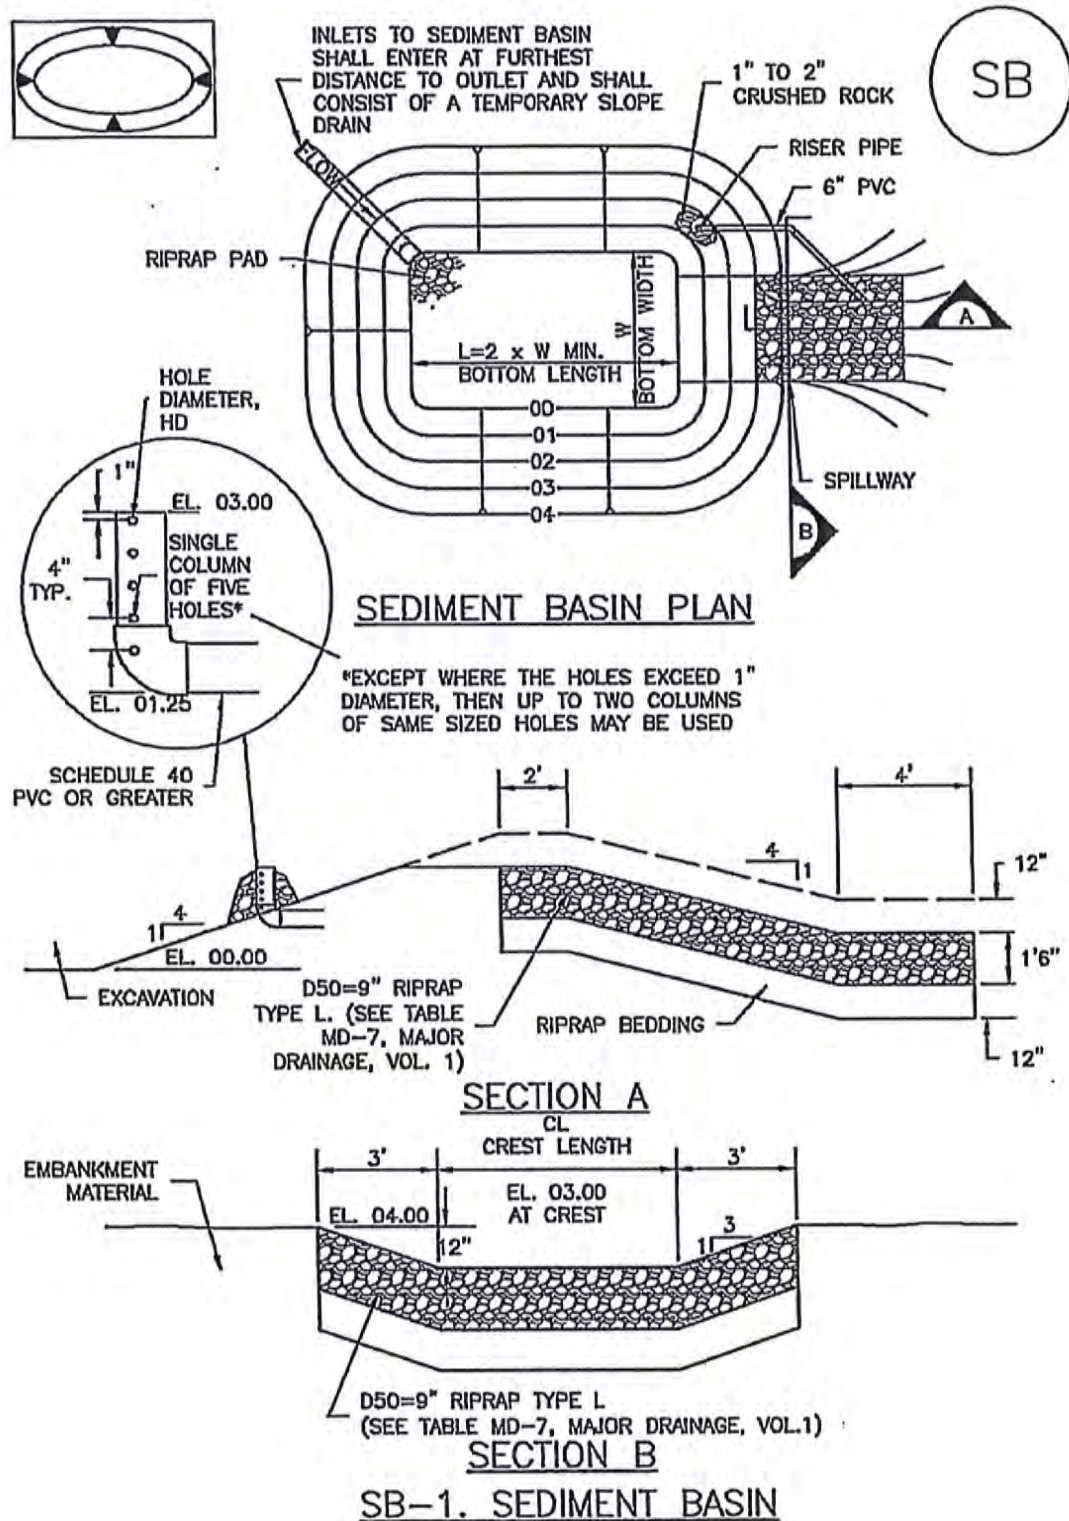 INLETS TO SEDIMENT BASIN
SHALL ENTER AT FURTHEST
DISTANCE TO OUTLET AND SHALL
CONSIST OF A TEMPORARY SLOPE
DRAIN
1" TO 2"
CRUSHED ROCK
SB
RISER PIPE
6" PVC
FLOW
RIPRAP PAD
A
L=2 x W MIN.
BOTTOM LENGTH
W
BOTTOM WIDTH
00
01
02
03
04
SPILLWAY
B
HOLE
DIAMETER,
HD
1"
EL. 03.00
4"
TYP.
SINGLE
COLUMN
OF FIVE
HOLES*
EL. 01.25
SEDIMENT BASIN PLAN
*EXCEPT WHERE THE HOLES EXCEED 1"
DIAMETER, THEN UP TO TWO COLUMNS
OF SAME SIZED HOLES MAY BE USED
SCHEDULE 40
PVC OR GREATER
2'
4'
4
1
12"
4
1
EL. 00.00
EXCAVATION
1'6"
D50=9" RIPRAP
TYPE L. (SEE TABLE
MD-7, MAJOR
DRAINAGE, VOL. 1)
RIPRAP BEDDING
12"
SECTION A
CL
CREST LENGTH
3'
3'
EMBANKMENT
MATERIAL
EL. 04.00
EL. 03.00
AT CREST
12"
3
1
D50=9" RIPRAP TYPE L
(SEE TABLE MD-7, MAJOR DRAINAGE, VOL.1)
SECTION B
SB-1. SEDIMENT BASIN